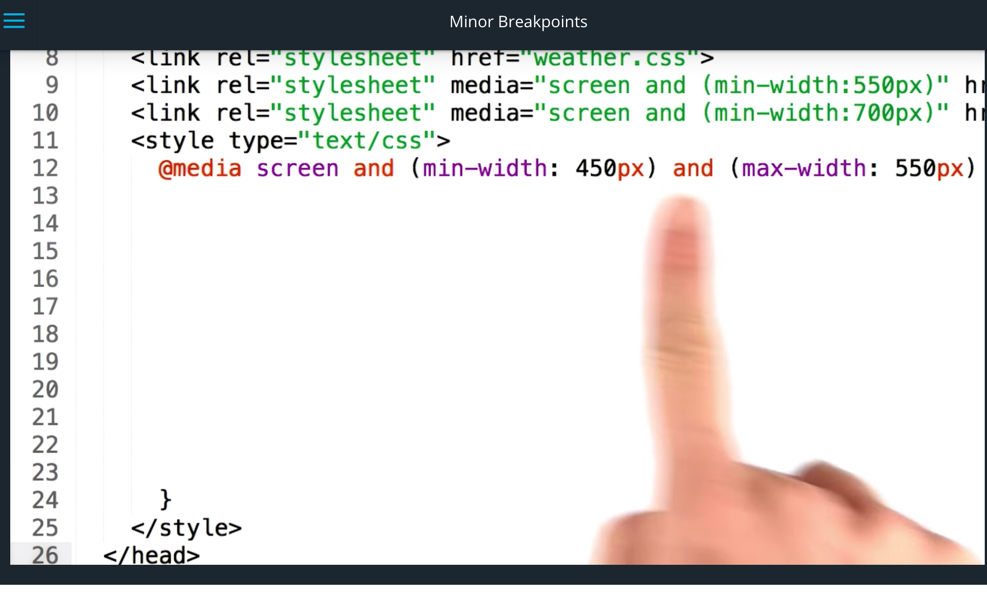 Minor Breakpoints
8 <link rel="stylesheet" href="weather.css">
9 <link rel="stylesheet" media="screen and (min-width:550px)"
10 <link rel="stylesheet" media="screen and (min-width:700px)"
11 <style type="text/css">
12 @media screen and (min-width: 450px) and (max-width: 550px)
13
14
15
16
17
18
19
20
21
22
23
24 }
25 </style>
26 </head>